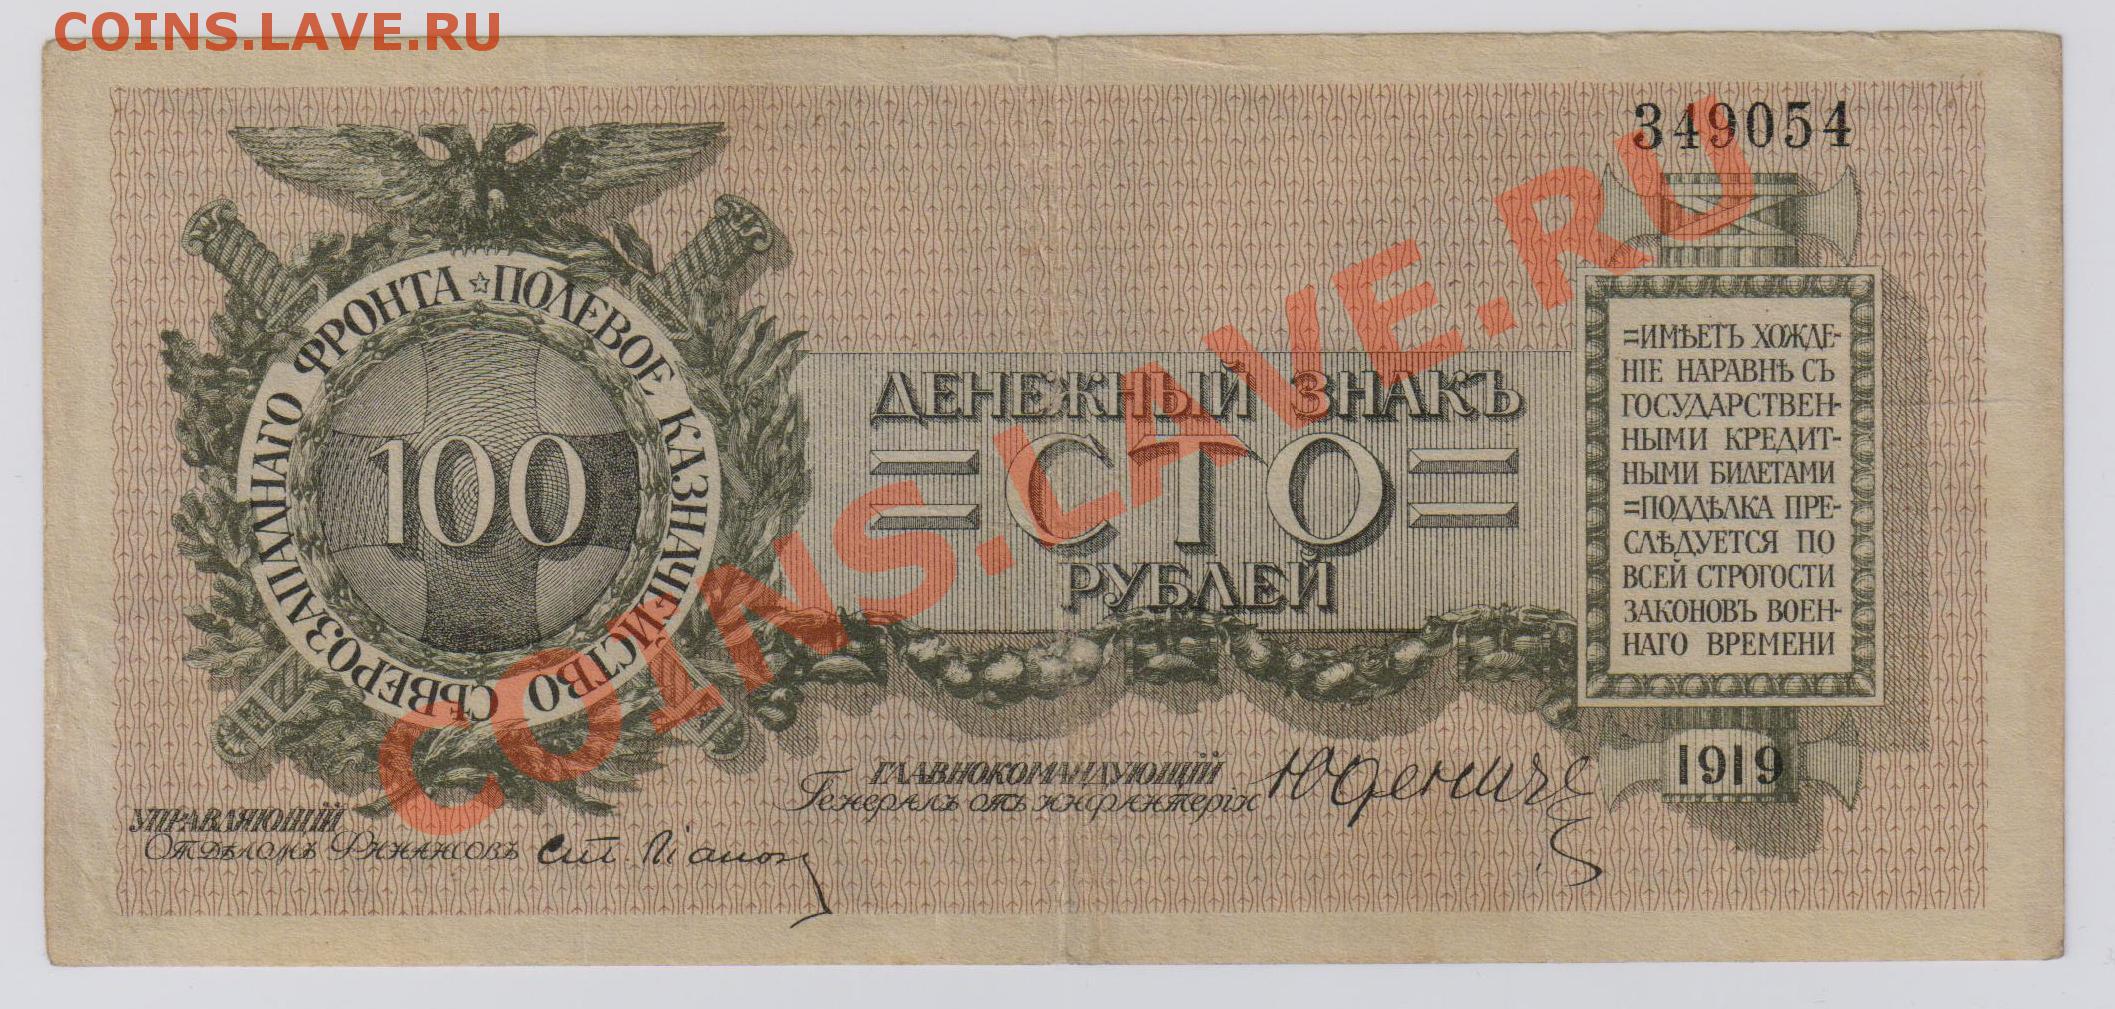 COINS.LAVE.RU
349054
ПОЛЕВОЕ КАЗНАЧЕЙСТВО СѢВЕРОЗАПАДНАГО ФРОНТА
100
ДЕНЕЖНЫЙ ЗНАКЪ
=СТО=
РУБЛЕЙ
=ИМѢЕТЪ ХОЖДЕ-
НІЕ НАРАВНѢ СЪ
ГОСУДАРСТВЕН-
НЫМИ КРЕДИТ-
НЫМИ БИЛЕТАМИ
=ПОДДѢЛКА ПРЕ-
СЛѢДУЕТСЯ ПО
ВСЕЙ СТРОГОСТИ
ЗАКОНОВЪ ВОЕН-
НАГО ВРЕМЕНИ
1919
ГЛАВНОКОМАНДУЮЩІЙ
Генералъ отъ инфантеріи Юденичъ
УПРАВЛЯЮЩІЙ
Отдѣломъ Финансовъ
COINS.LAVE.RU